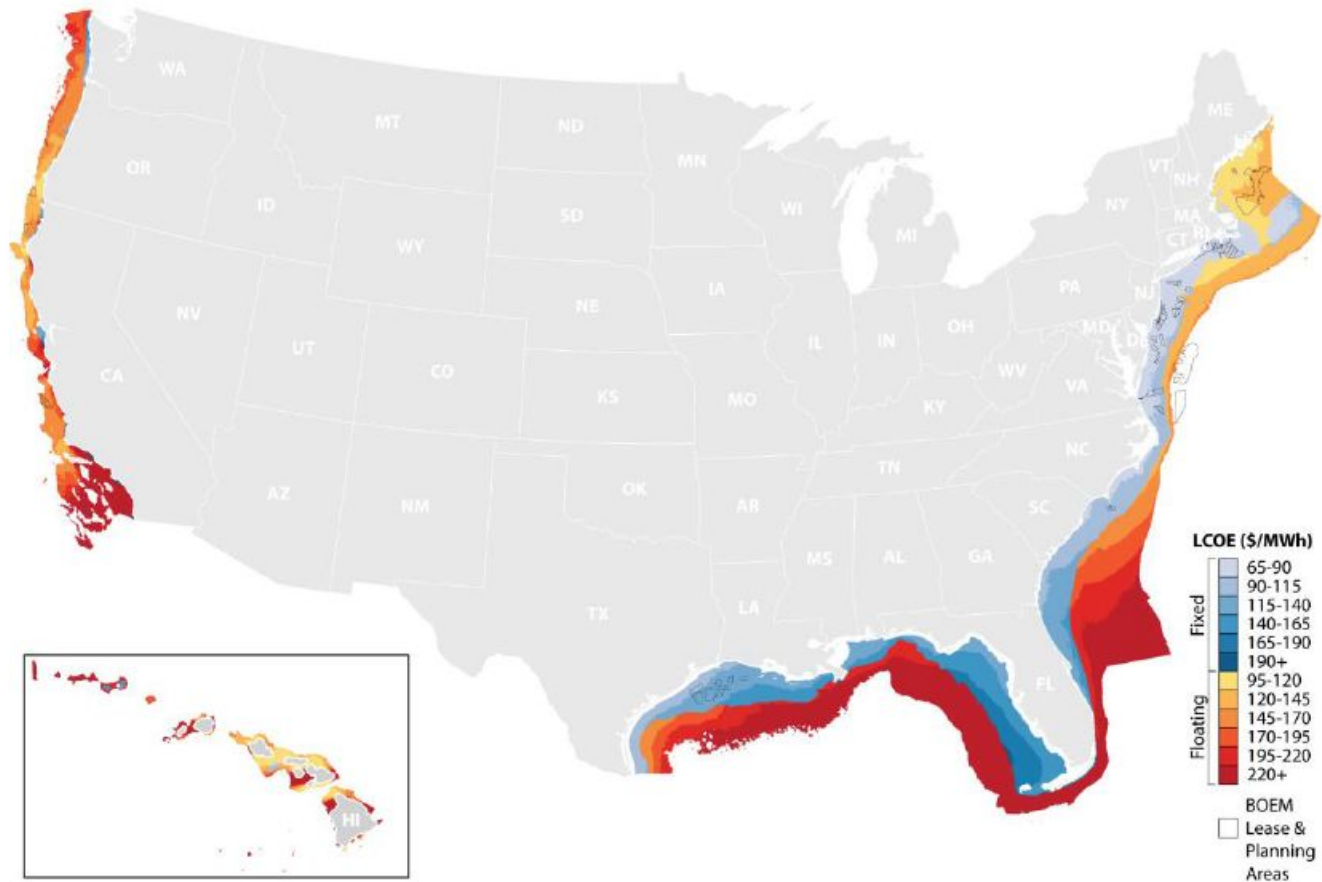 WA
MT
ND
MN
ME
OR
ID
SD
WI
MI
VT
NH
NY
MA
CT
RI
WY
IA
NE
PA
NJ
NV
UT
CO
IL
IN
OH
MD
DE
CA
KS
MO
WV
VA
KY
AZ
NM
OK
AR
TN
NC
SC
MS
AL
GA
TX
LA
FL
HI
LCOE ($/MWh)
Fixed
65-90
90-115
115-140
140-165
165-190
190+
Floating
95-120
120-145
145-170
170-195
195-220
220+
BOEM
Lease &
Planning
Areas